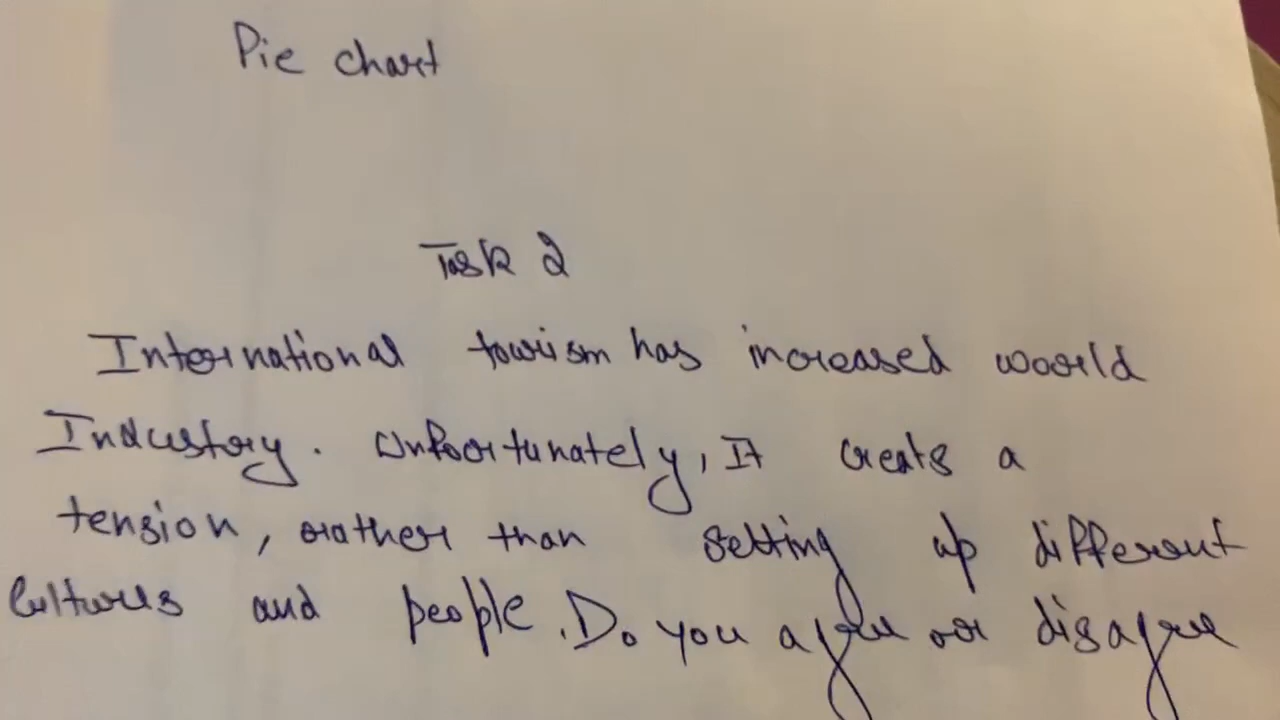 Pie chart
Task 2
International tourism has increased world
Industry. Unfortunately, It creats a
tension, rather than setting up different
Cultures and people. Do you agree or disagree